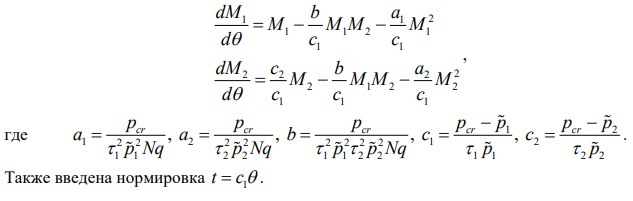 dM₁/dθ = M₁ − (b/c₁)M₁M₂ − (a₁/c₁)M₁²
dM₂/dθ = (c₂/c₁)M₂ − (b/c₁)M₁M₂ − (a₂/c₁)M₂² ,
где a₁ = p_cr/(τ₁²p̃₁²Nq), a₂ = p_cr/(τ₂²p̃₂²Nq), b = p_cr/(τ₁²p̃₁²τ₂²p̃₂²Nq), c₁ = (p_cr − p̃₁)/(τ₁p̃₁), c₂ = (p_cr − p̃₂)/(τ₂p̃₂).
Также введена нормировка t = c₁θ.